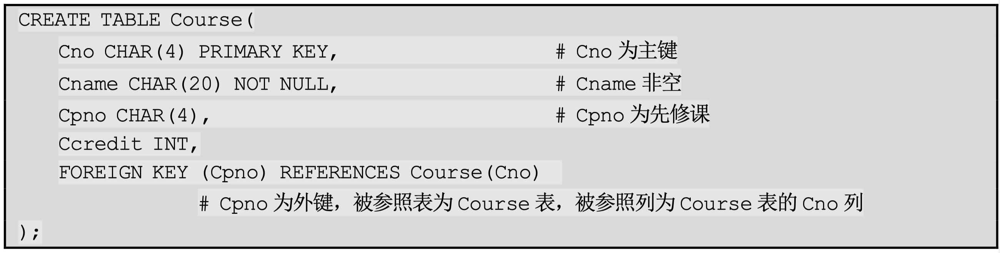 CREATE TABLE Course(
Cno CHAR(4) PRIMARY KEY, # Cno 为主键
Cname CHAR(20) NOT NULL, # Cname 非空
Cpno CHAR(4), # Cpno 为先修课
Ccredit INT,
FOREIGN KEY (Cpno) REFERENCES Course(Cno)
# Cpno 为外键，被参照表为 Course 表，被参照列为 Course 表的 Cno 列
);